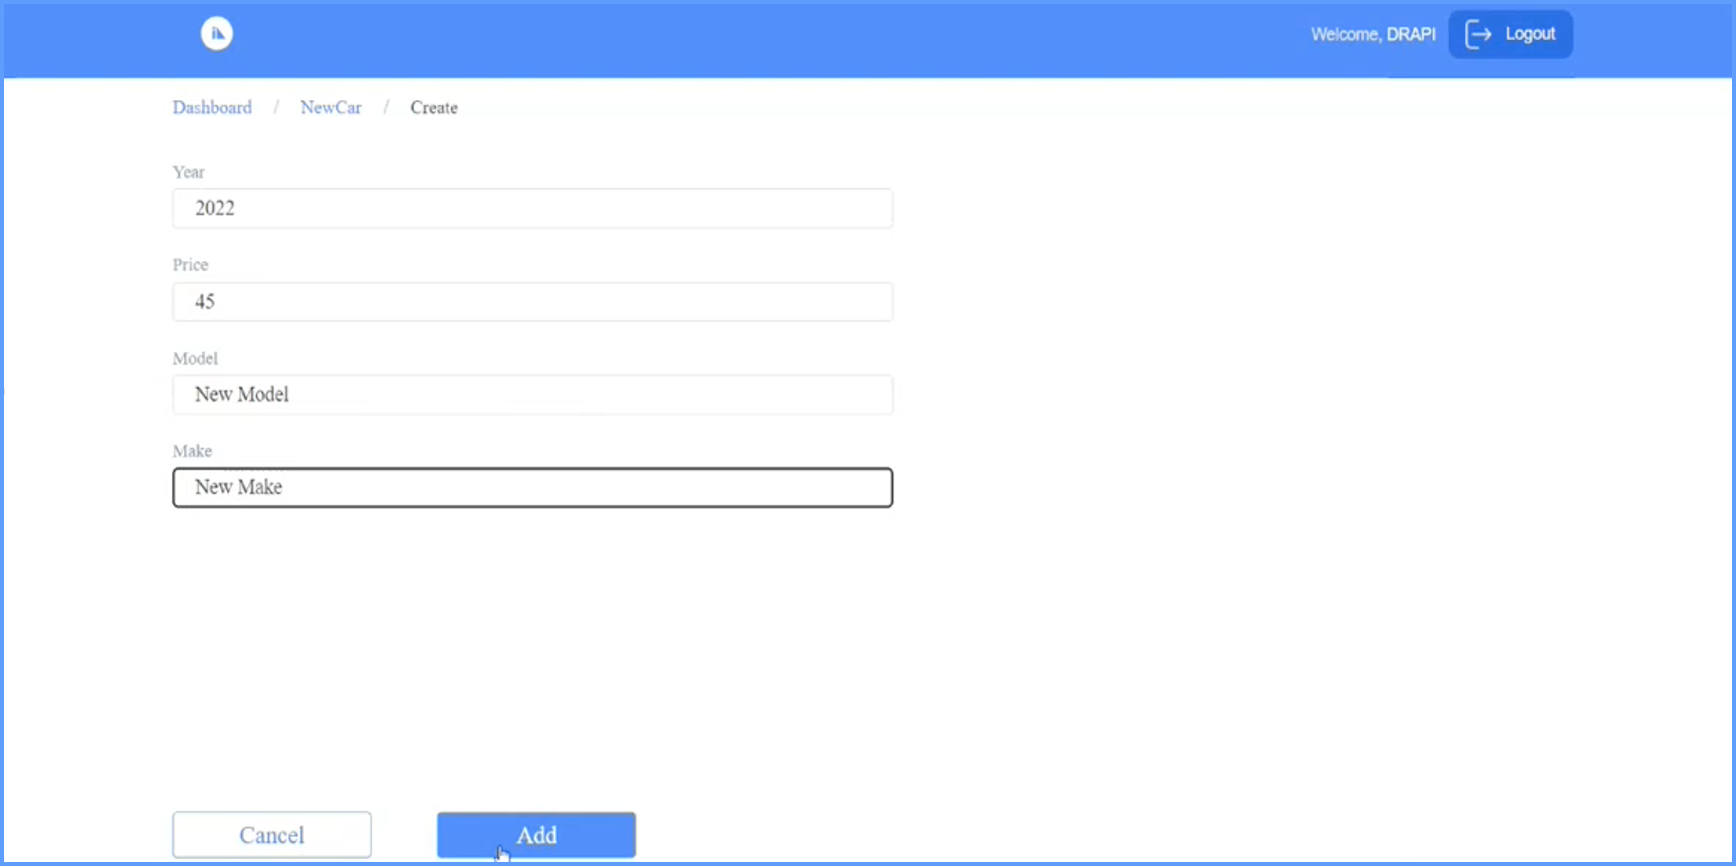 Welcome, DRAPI Logout
Dashboard / NewCar / Create
Year
2022
Price
45
Model
New Model
Make
New Make
Cancel Add